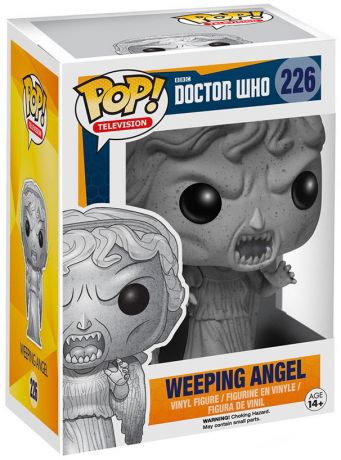 POP!
TELEVISION
BBC
DOCTOR WHO
226
POP!
TELEVISION
WEEPING ANGEL
226
WEEPING ANGEL
VINYL FIGURE / FIGURINE EN VINYLE /
FIGURA DE VINIL
WARNING! Choking Hazard.
May contain small parts.
AGE
14+